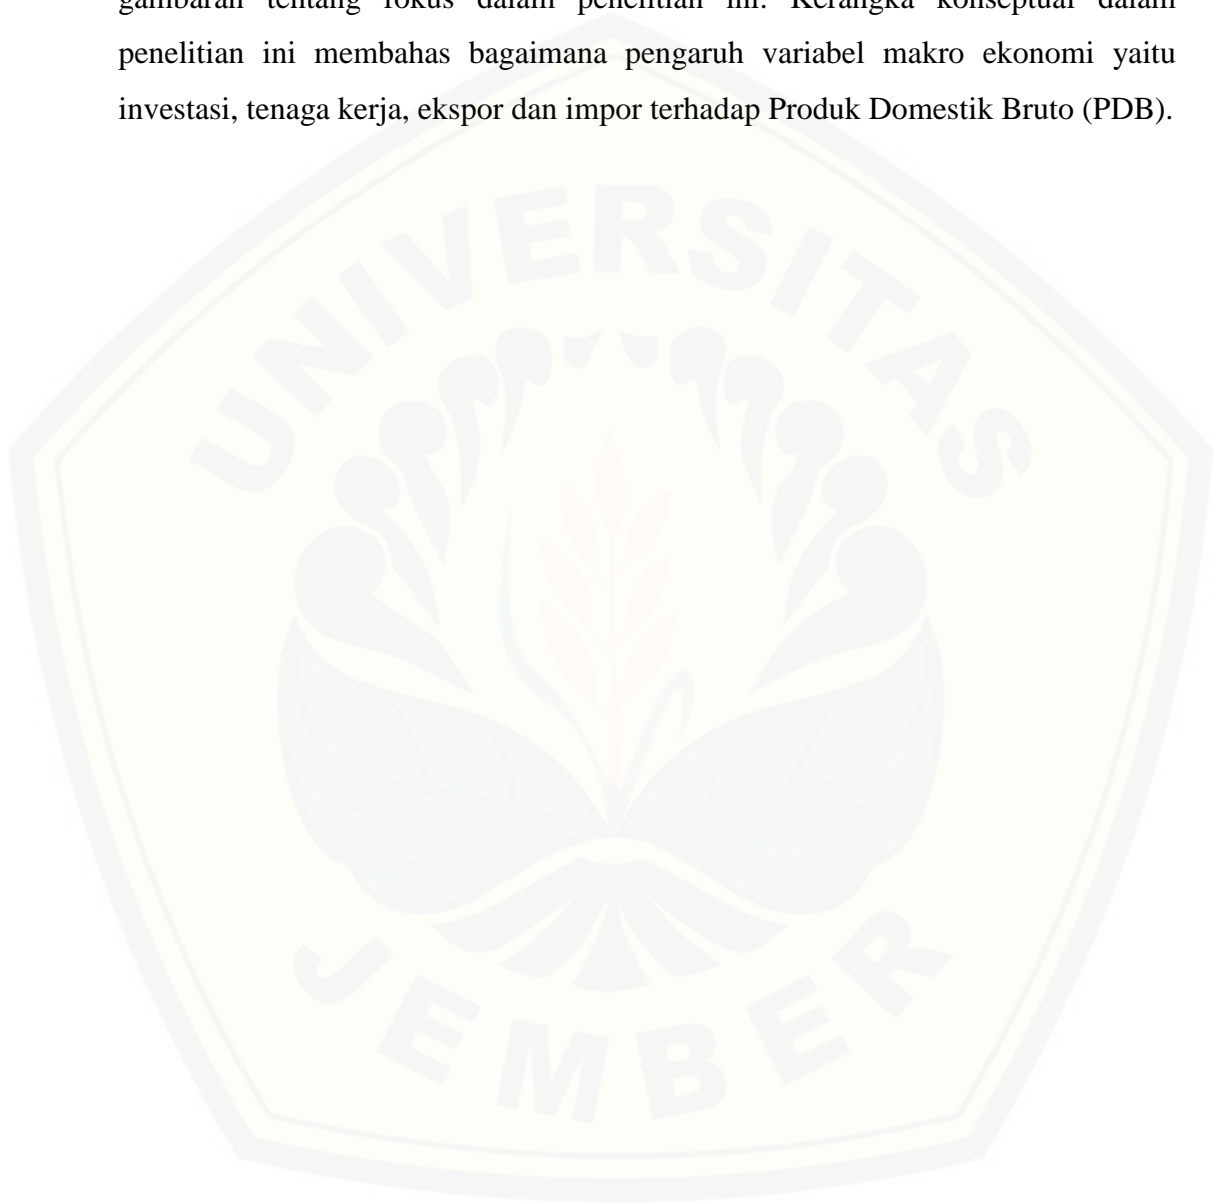 gambaran tentang fokus dalam penelitian ini. Kerangka konseptual dalam
penelitian ini membahas bagaimana pengaruh variabel makro ekonomi yaitu
investasi, tenaga kerja, ekspor dan impor terhadap Produk Domestik Bruto (PDB).
UNIVERSITAS
JEMBER